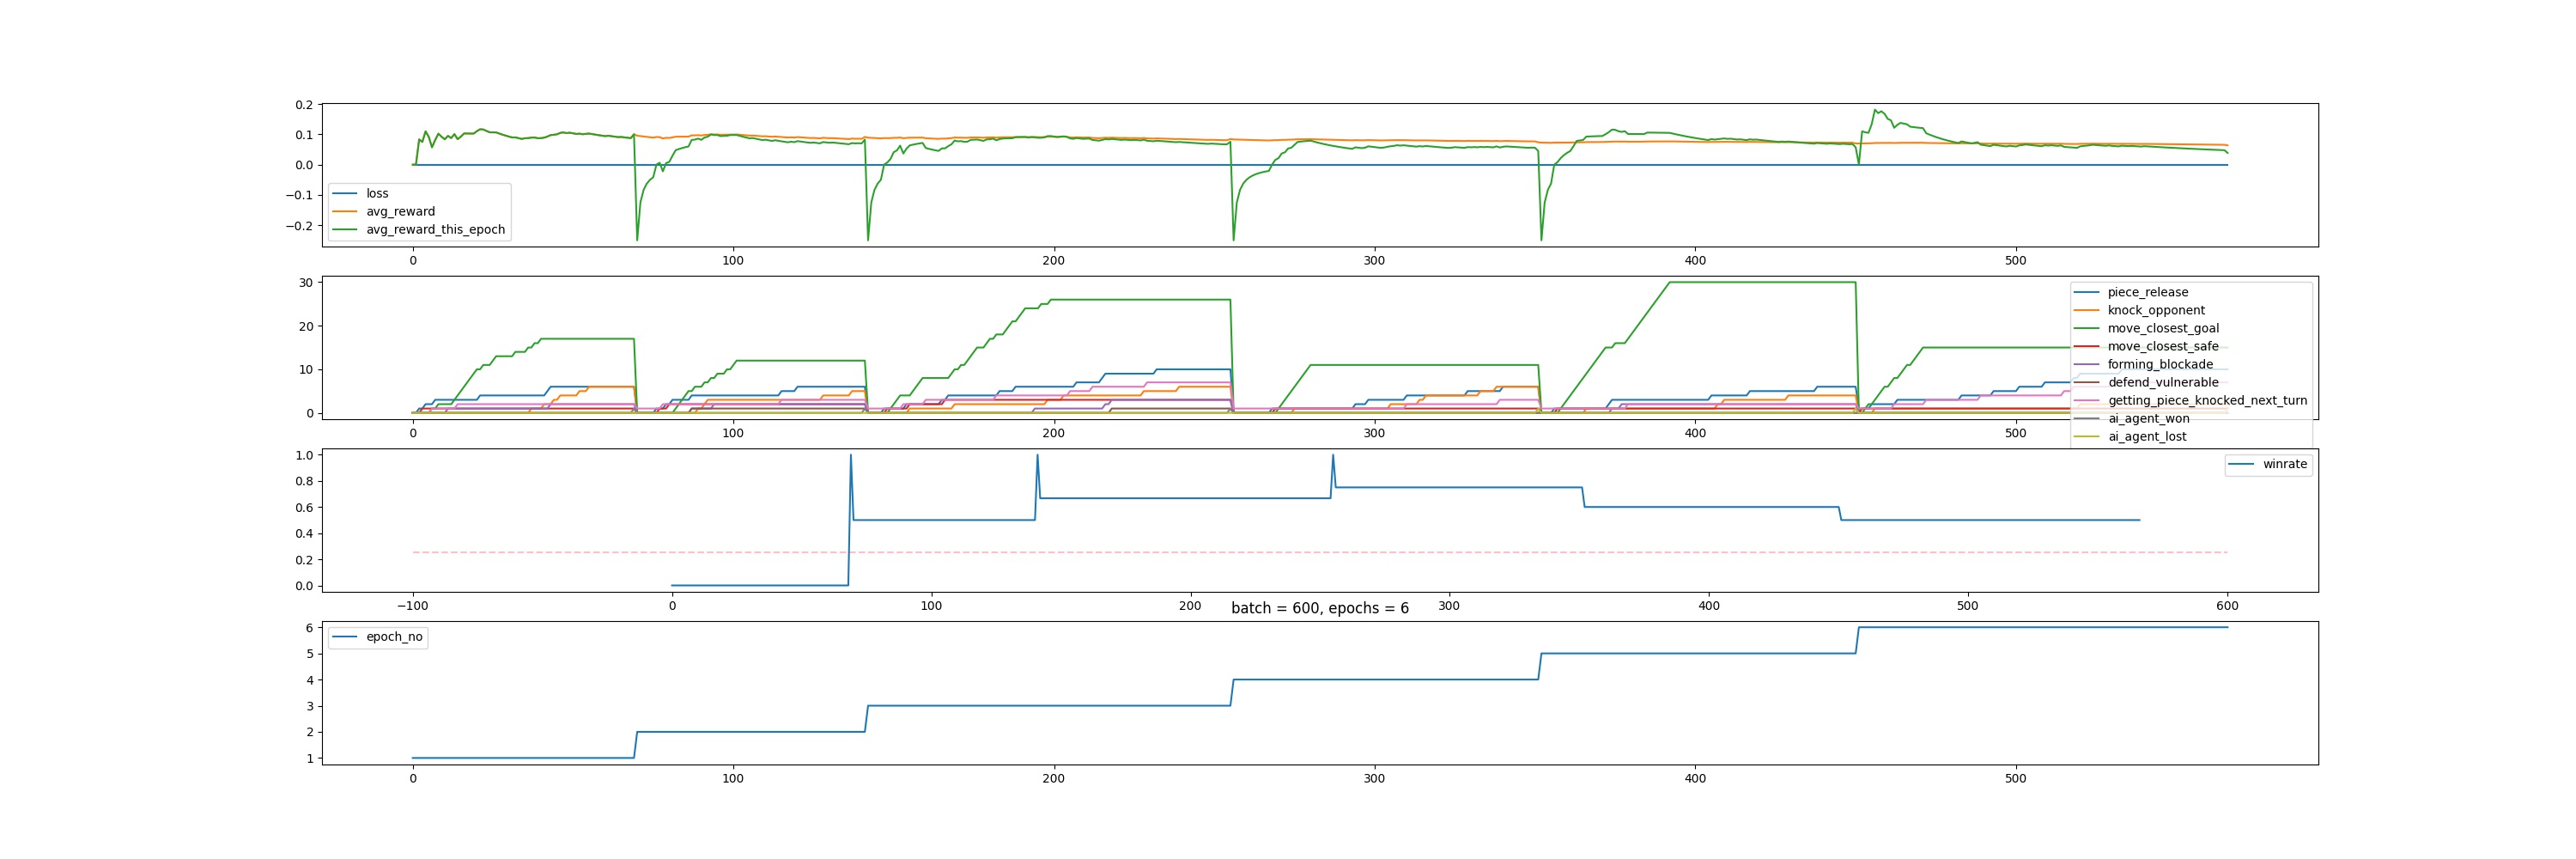 0.2
0.1
0.0
−0.1
−0.2
loss
avg_reward
avg_reward_this_epoch
0 100 200 300 400 500
30
20
10
0
piece_release
knock_opponent
move_closest_goal
move_closest_safe
forming_blockade
defend_vulnerable
getting_piece_knocked_next_turn
ai_agent_won
ai_agent_lost
0 100 200 300 400 500
1.0
0.8
0.6
0.4
0.2
0.0
winrate
−100 0 100 200 300 400 500 600
batch = 600, epochs = 6
6
5
4
3
2
1
epoch_no
0 100 200 300 400 500